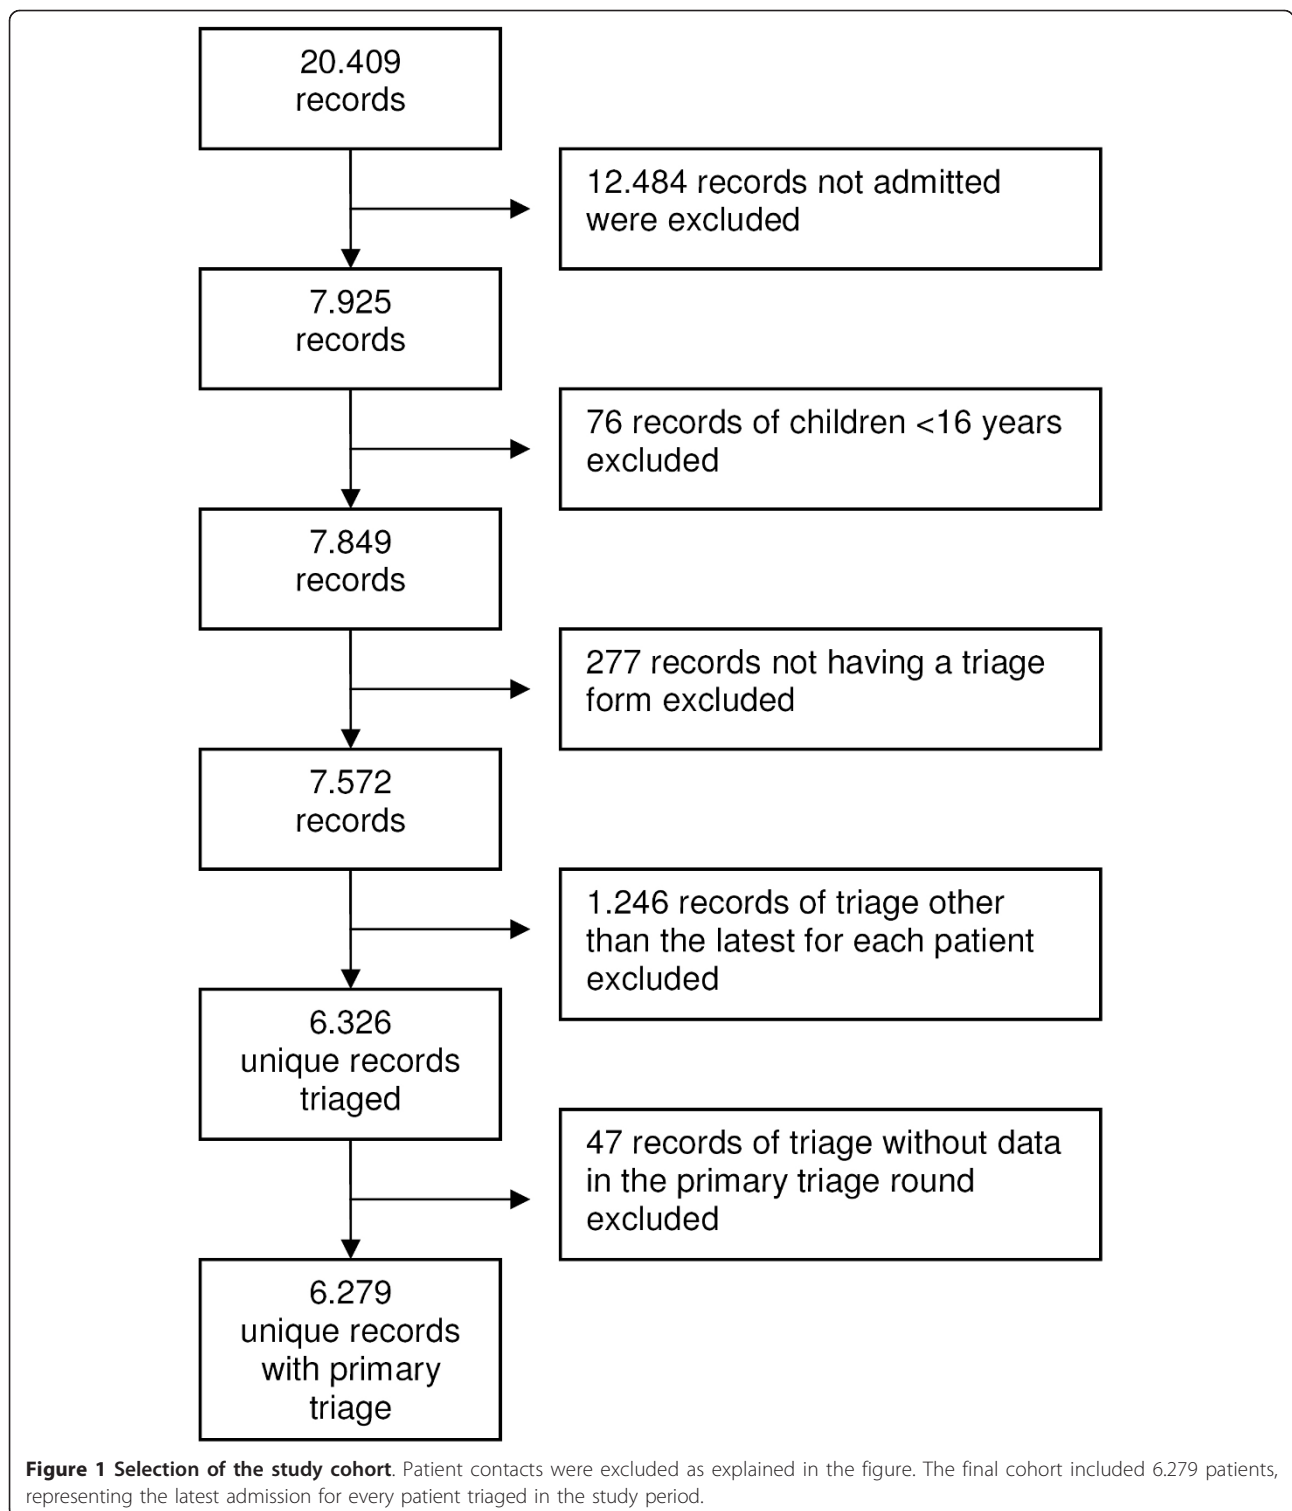 20.409
records
12.484 records not admitted
were excluded
7.925
records
76 records of children <16 years
excluded
7.849
records
277 records not having a triage
form excluded
7.572
records
1.246 records of triage other
than the latest for each patient
excluded
6.326
unique records
triaged
47 records of triage without data
in the primary triage round
excluded
6.279
unique records
with primary
triage
Figure 1 Selection of the study cohort. Patient contacts were excluded as explained in the figure. The final cohort included 6.279 patients,
representing the latest admission for every patient triaged in the study period.